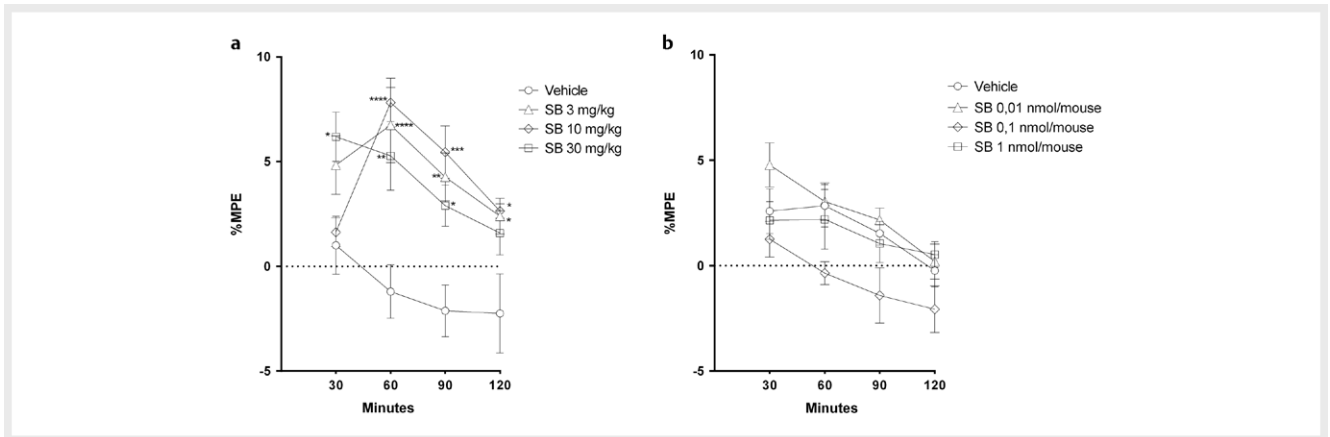 a
10
5
0
-5
%MPE
****
****
***
*
**
**
*
*
*
30 60 90 120
Minutes
Vehicle
SB 3 mg/kg
SB 10 mg/kg
SB 30 mg/kg
b
10
5
0
-5
%MPE
30 60 90 120
Minutes
Vehicle
SB 0,01 nmol/mouse
SB 0,1 nmol/mouse
SB 1 nmol/mouse